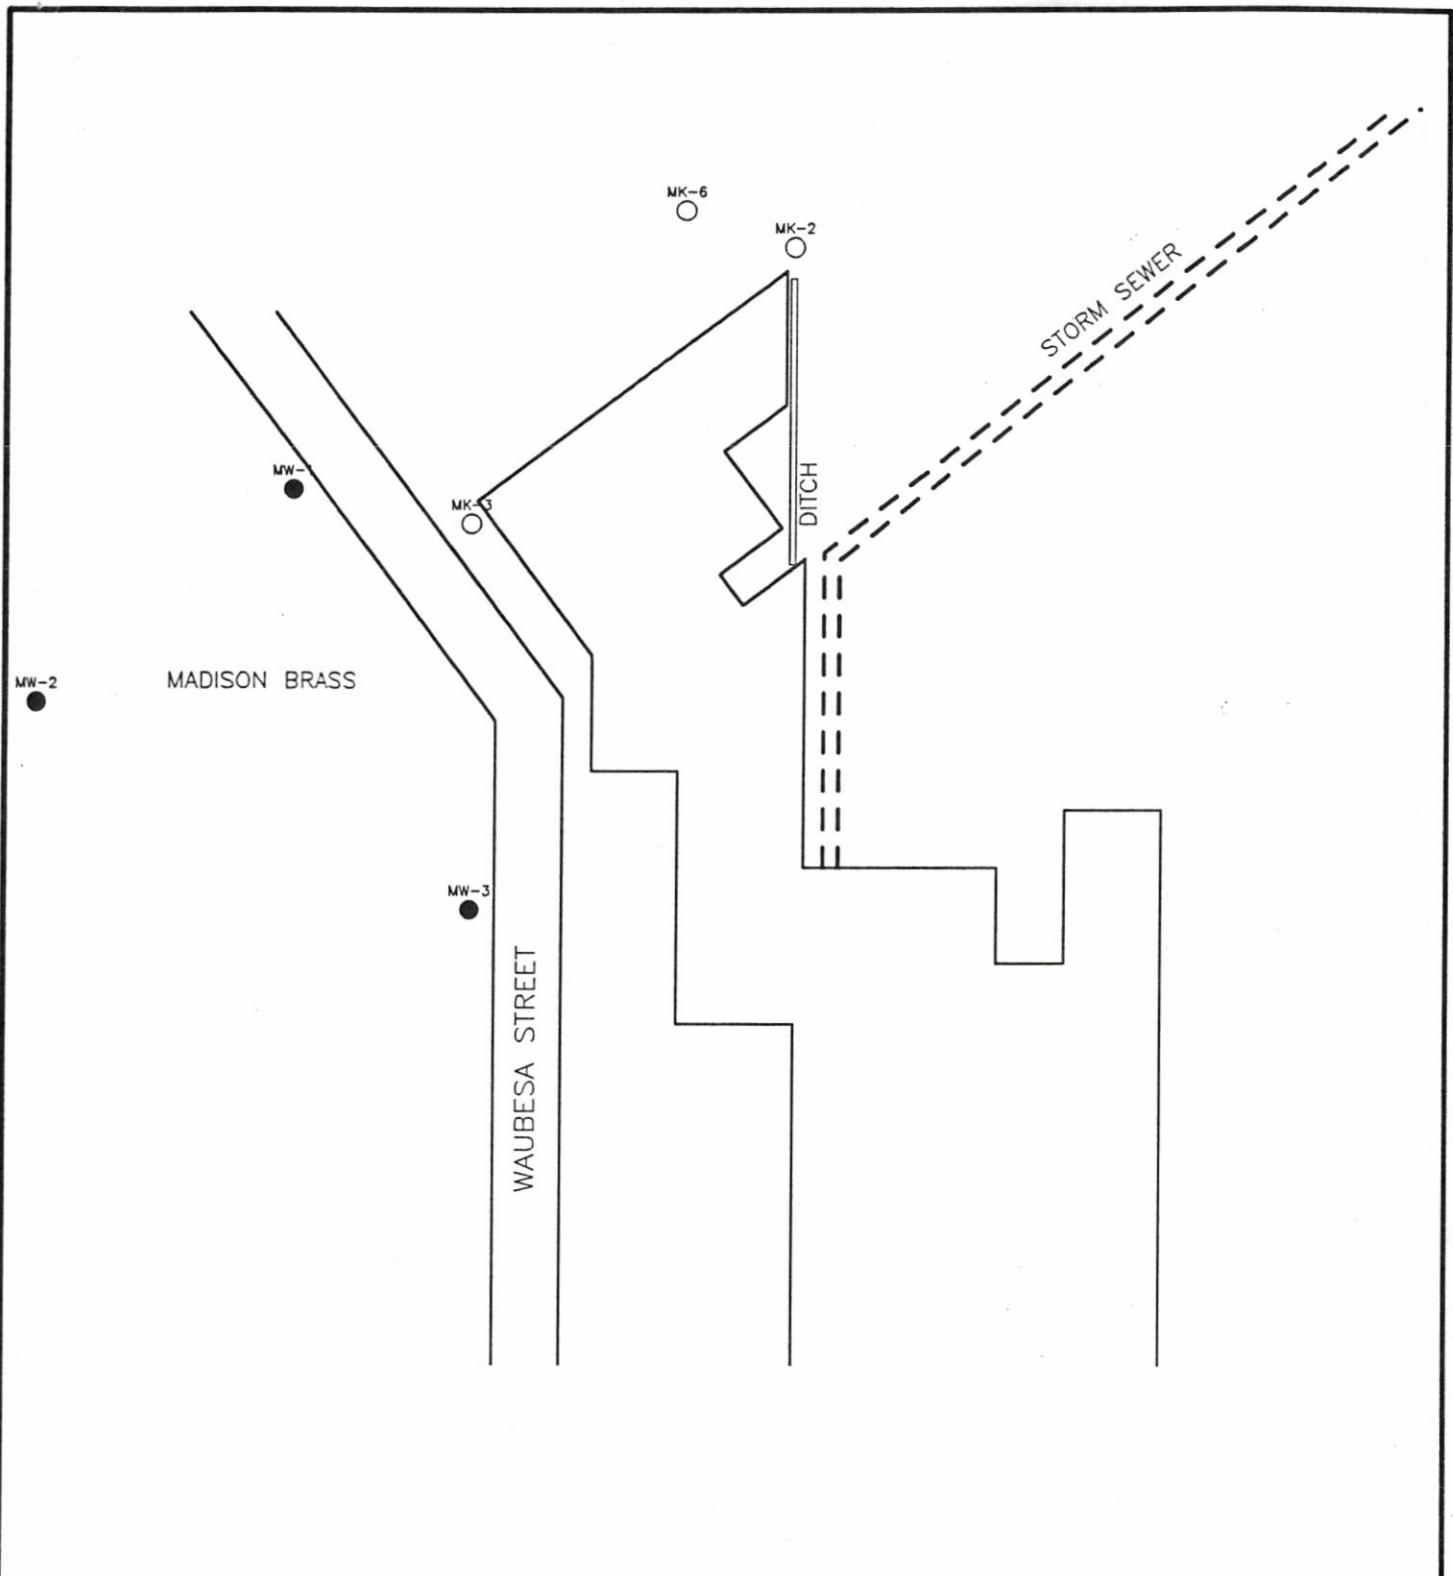 MK-6
MK-2
STORM SEWER
MW-1
MK-3
DITCH
MW-2
MADISON BRASS
MW-3
WAUBESA STREET